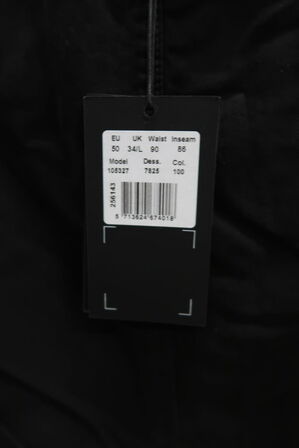 EU UK Waist Inseam
50 34/L 90 86
Model Dess. Col.
105327 7825 100
256143
5 713624 674018